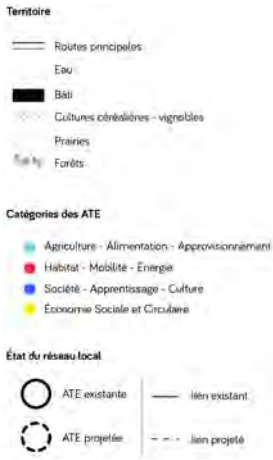 Territoire
Routes principales
Eau
Bâti
Cultures céréalières - vignobles
Prairies
Forêts
Catégories des ATE
Agriculture - Alimentation - Approvisionnement
Habitat - Mobilité - Énergie
Société - Apprentissage - Culture
Économie Sociale et Circulaire
État du réseau local
ATE existante
lien existant
ATE projetée
lien projeté